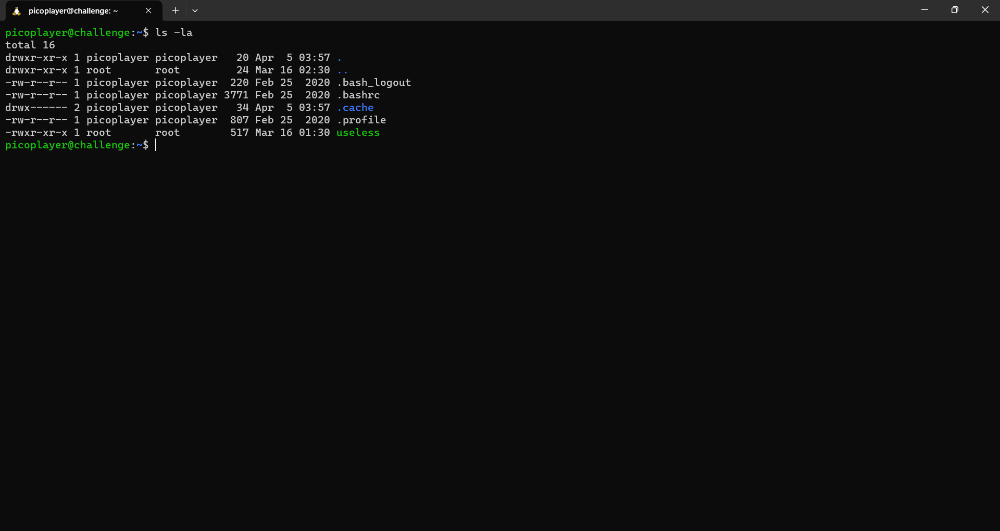 picoplayer@challenge: ~
picoplayer@challenge:~$ ls -la
total 16
drwxr-xr-x 1 picoplayer picoplayer   20 Apr  5 03:57 .
drwxr-xr-x 1 root       root         24 Mar 16 02:30 ..
-rw-r--r-- 1 picoplayer picoplayer  220 Feb 25  2020 .bash_logout
-rw-r--r-- 1 picoplayer picoplayer 3771 Feb 25  2020 .bashrc
drwx------ 2 picoplayer picoplayer   34 Apr  5 03:57 .cache
-rw-r--r-- 1 picoplayer picoplayer  807 Feb 25  2020 .profile
-rwxr-xr-x 1 root       root        517 Mar 16 01:30 useless
picoplayer@challenge:~$